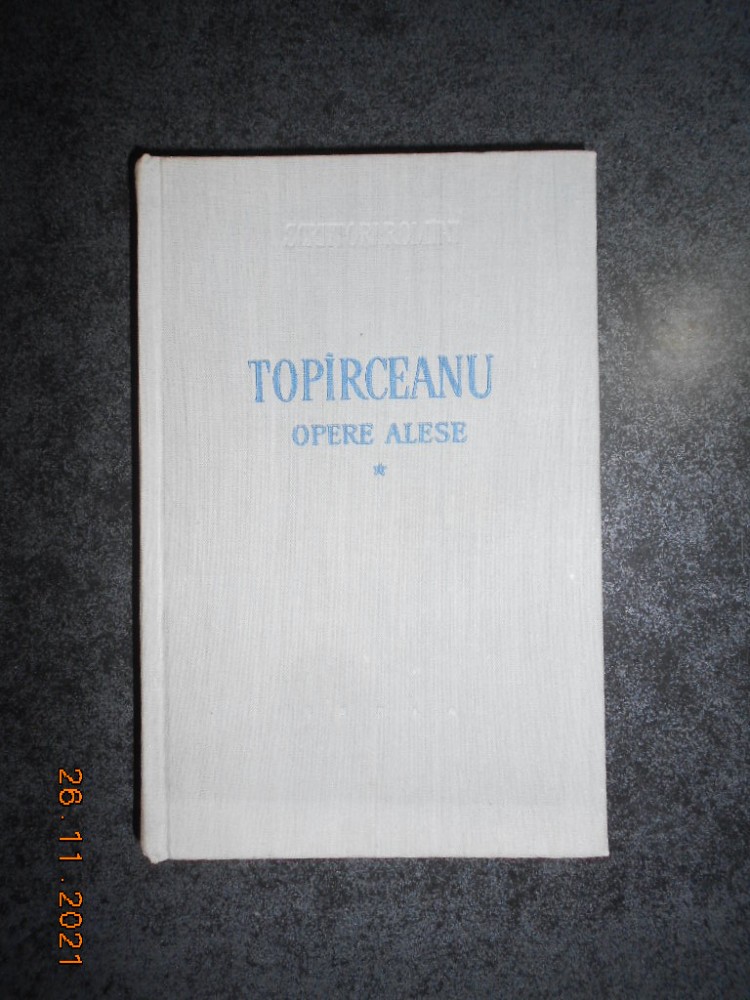 TOPÎRCEANU
OPERE ALESE
*
26.11.2021